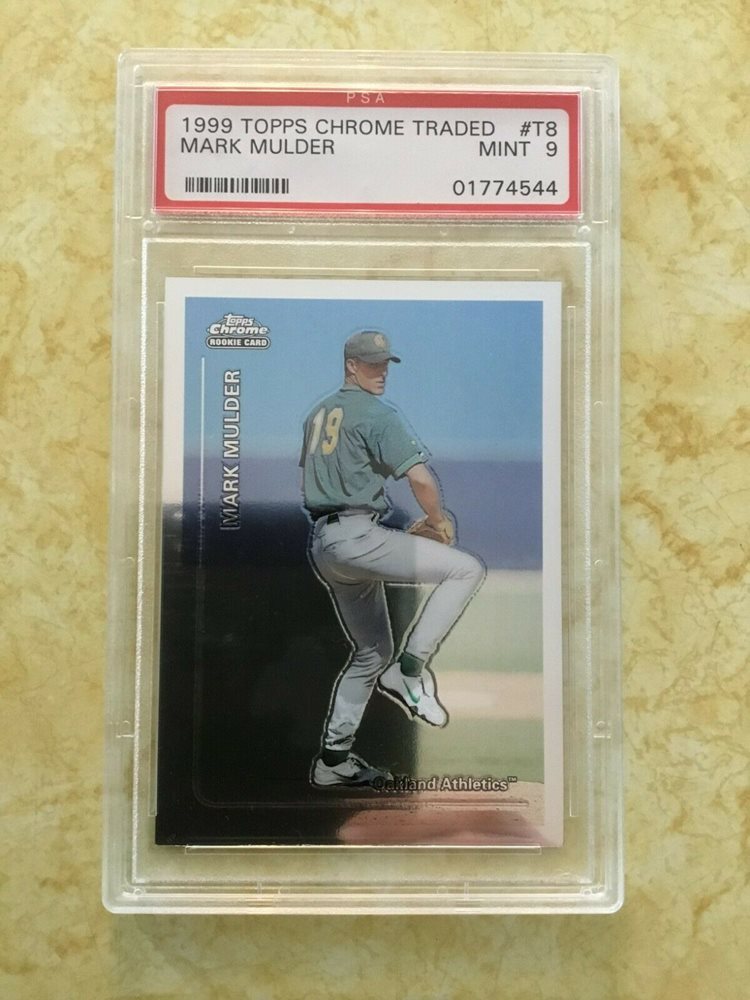 PSA
1999 TOPPS CHROME TRADED #T8
MARK MULDER MINT 9
01774544
Topps
Chrome
ROOKIE CARD
MARK MULDER
19
Oakland Athletics™